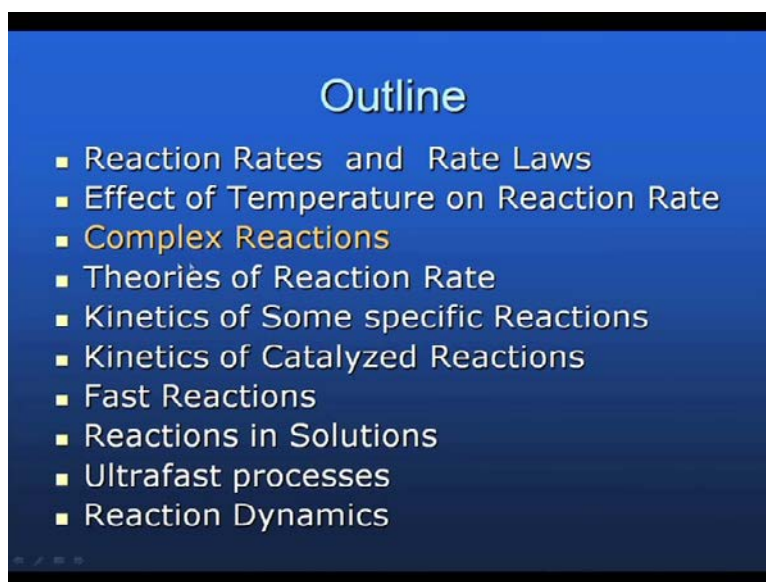 Outline
Reaction Rates and Rate Laws
Effect of Temperature on Reaction Rate
Complex Reactions
Theories of Reaction Rate
Kinetics of Some specific Reactions
Kinetics of Catalyzed Reactions
Fast Reactions
Reactions in Solutions
Ultrafast processes
Reaction Dynamics